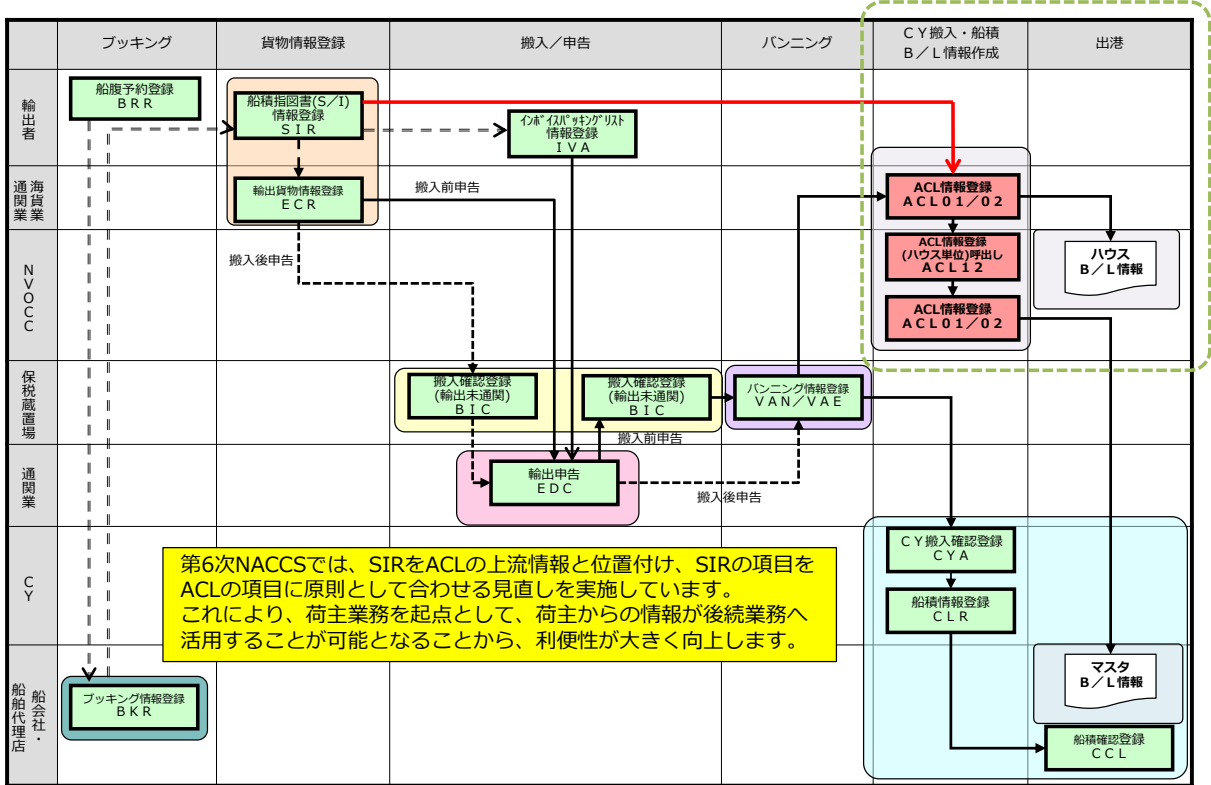 ブッキング
貨物情報登録
搬入／申告
バンニング
ＣＹ搬入・船積
Ｂ／Ｌ情報作成
出港
輸出者
船腹予約登録
ＢＲＲ
船積指図書(S／I)
情報登録
ＳＩＲ
ｲﾝﾎﾞｲｽﾊﾟｯｷﾝｸﾞﾘｽﾄ
情報登録
ＩＶＡ
海貨業
通関業
輸出貨物情報登録
ＥＣＲ
搬入前申告
ACL情報登録
ＡＣＬ０１／０２
搬入後申告
ＮＶＯＣＣ
ACL情報登録
(ハウス単位)呼出し
ＡＣＬ１２
ハウス
Ｂ／Ｌ情報
ACL情報登録
ＡＣＬ０１／０２
保税蔵置場
搬入確認登録
(輸出未通関)
ＢＩＣ
搬入確認登録
(輸出未通関)
ＢＩＣ
バンニング情報登録
ＶＡＮ／ＶＡＥ
搬入前申告
通関業
輸出申告
ＥＤＣ
搬入後申告
ＣＹ
ＣＹ搬入確認登録
ＣＹＡ
第6次NACCSでは、SIRをACLの上流情報と位置付け、SIRの項目を
ACLの項目に原則として合わせる見直しを実施しています。
これにより、荷主業務を起点として、荷主からの情報が後続業務へ
活用することが可能となることから、利便性が大きく向上します。
船積情報登録
ＣＬＲ
船会社・
船舶代理店
ブッキング情報登録
ＢＫＲ
マスタ
Ｂ／Ｌ情報
船積確認登録
ＣＣＬ